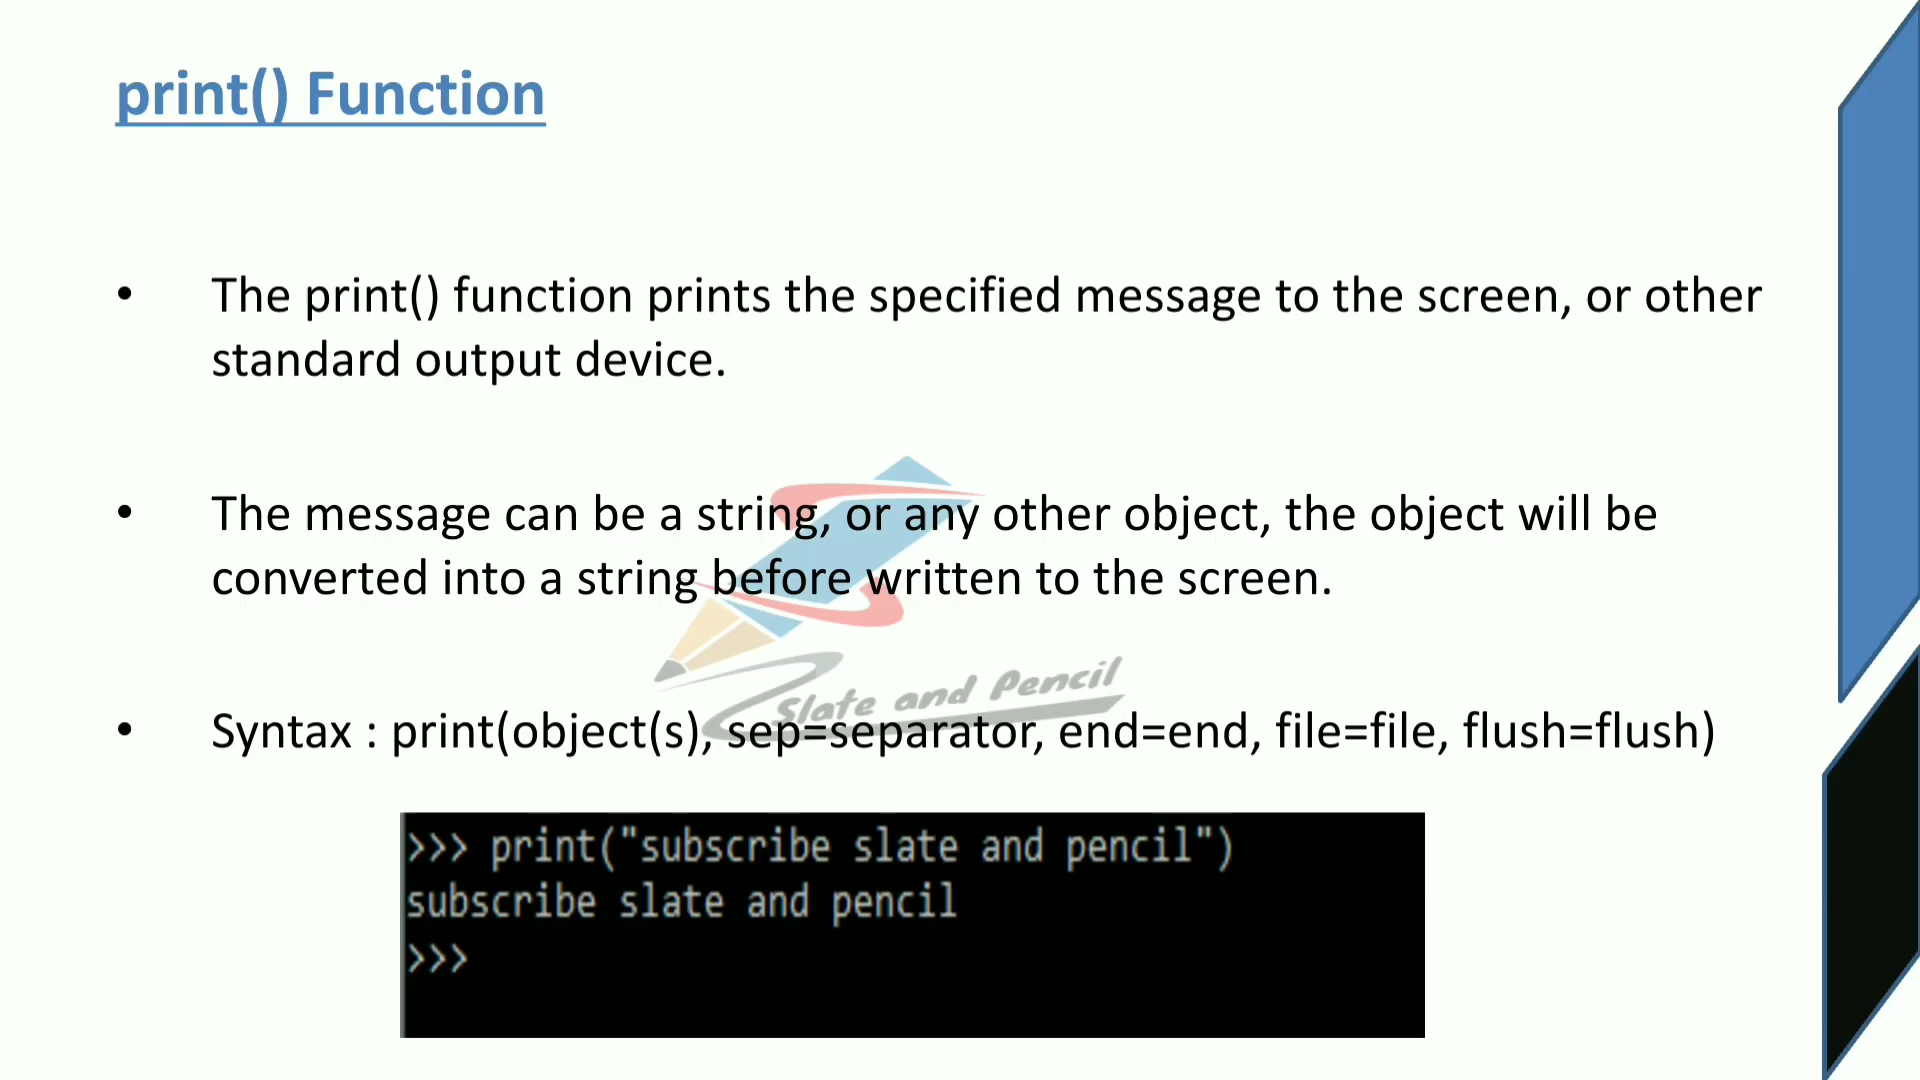 print() Function
• The print() function prints the specified message to the screen, or other
standard output device.
• The message can be a string, or any other object, the object will be
converted into a string before written to the screen.
Slate and Pencil
• Syntax : print(object(s), sep=separator, end=end, file=file, flush=flush)
>>> print("subscribe slate and pencil")
subscribe slate and pencil
>>>